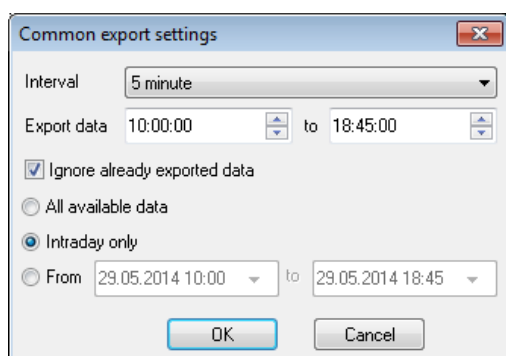 Common export settings
Interval 5 minute
Export data 10:00:00 to 18:45:00
Ignore already exported data
All available data
Intraday only
From 29.05.2014 10:00 to 29.05.2014 18:45
OK Cancel